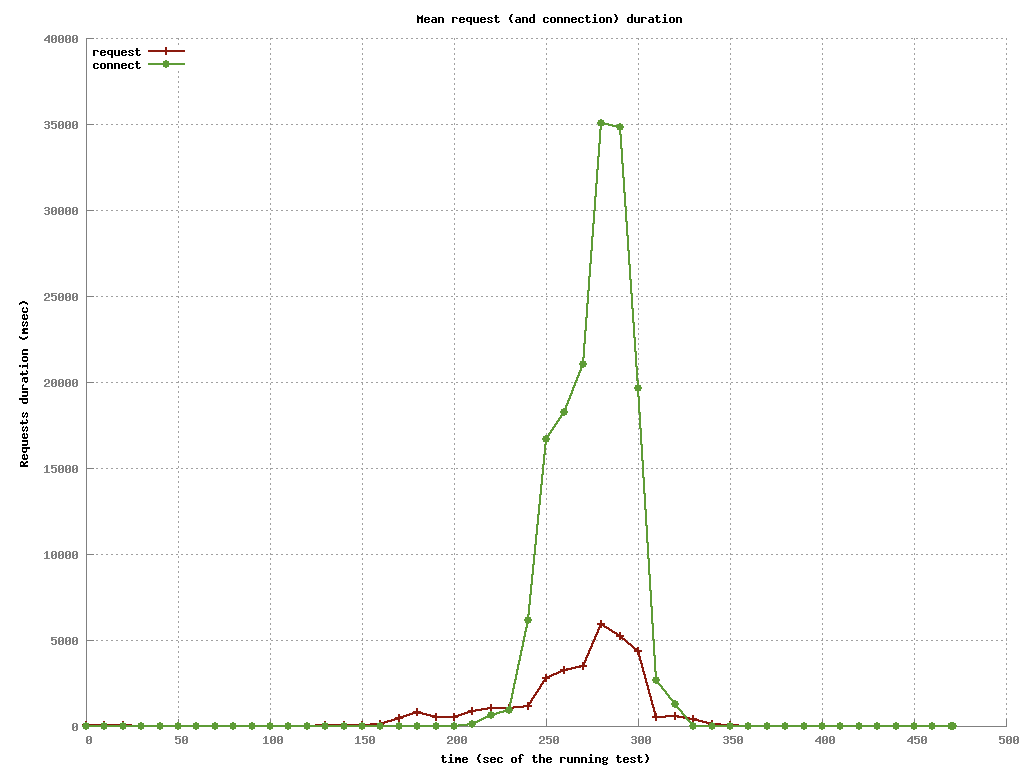 Mean request (and connection) duration
request
connect
40000
35000
30000
25000
20000
15000
10000
5000
0
Requests duration (msec)
0 50 100 150 200 250 300 350 400 450 500
time (sec of the running test)